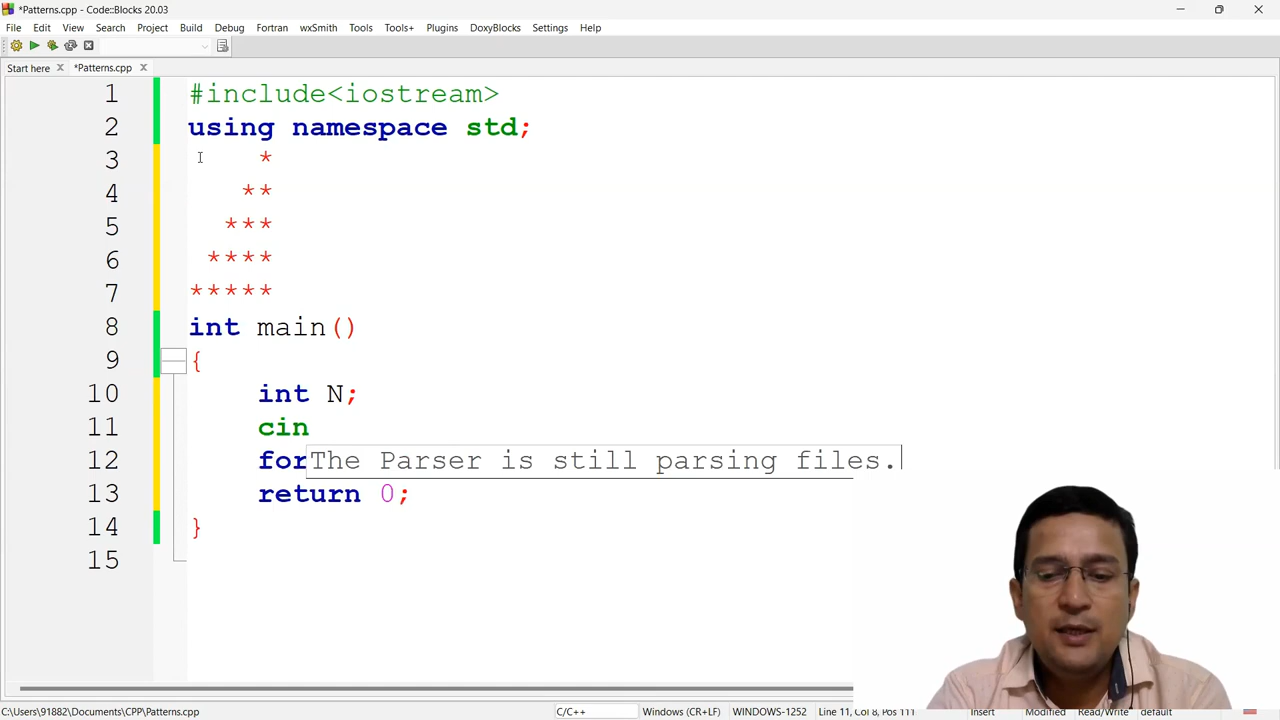 *Patterns.cpp - Code::Blocks 20.03
File Edit View Search Project Build Debug Fortran wxSmith Tools Tools+ Plugins DoxyBlocks Settings Help
Start here *Patterns.cpp
1 #include<iostream>
2 using namespace std;
3     *
4    **
5   ***
6  ****
7 *****
8 int main()
9 {
10     int N;
11     cin
12     for The Parser is still parsing files.
13     return 0;
14 }
15
C:\Users\91882\Documents\CPP\Patterns.cpp C/C++ Windows (CR+LF) WINDOWS-1252 Line 11, Col 8, Pos 111 Insert Modified Read/Write default